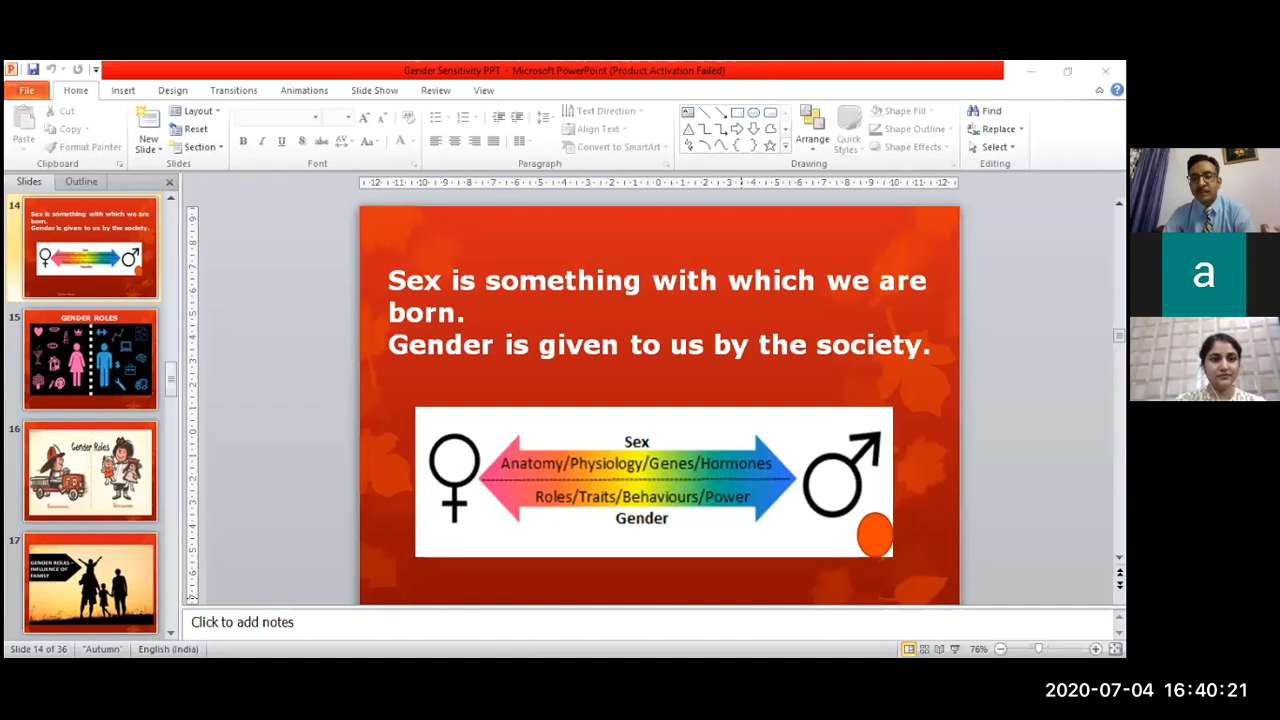 Gender Sensitivity PPT - Microsoft PowerPoint (Product Activation Failed)
File Home Insert Design Transitions Animations Slide Show Review View
Cut Layout Text Direction Shape Fill Find
Copy Reset Align Text Shape Outline Replace
Paste Format Painter New Slide Section Convert to SmartArt Arrange Quick Styles Shape Effects Select
Clipboard Slides Font Paragraph Drawing Editing
Slides Outline
14
Sex is something with which we are
born.
Gender is given to us by the society.
15
GENDER ROLES
16
Gender Roles
17
GENDER ROLES –
INFLUENCE OF
FAMILY
Sex is something with which we are
born.
Gender is given to us by the society.
Sex
Anatomy/Physiology/Genes/Hormones
Roles/Traits/Behaviours/Power
Gender
Click to add notes
Slide 14 of 36 "Autumn" English (India) 76%
a
2020-07-04 16:40:21